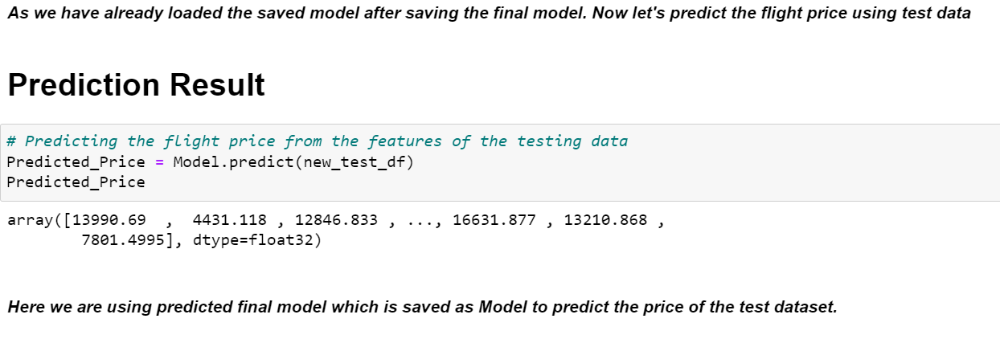 As we have already loaded the saved model after saving the final model. Now let's predict the flight price using test data
Prediction Result
# Predicting the flight price from the features of the testing data
Predicted_Price = Model.predict(new_test_df)
Predicted_Price
array([13990.69  ,  4431.118 , 12846.833 , ..., 16631.877 , 13210.868 ,
        7801.4995], dtype=float32)
Here we are using predicted final model which is saved as Model to predict the price of the test dataset.